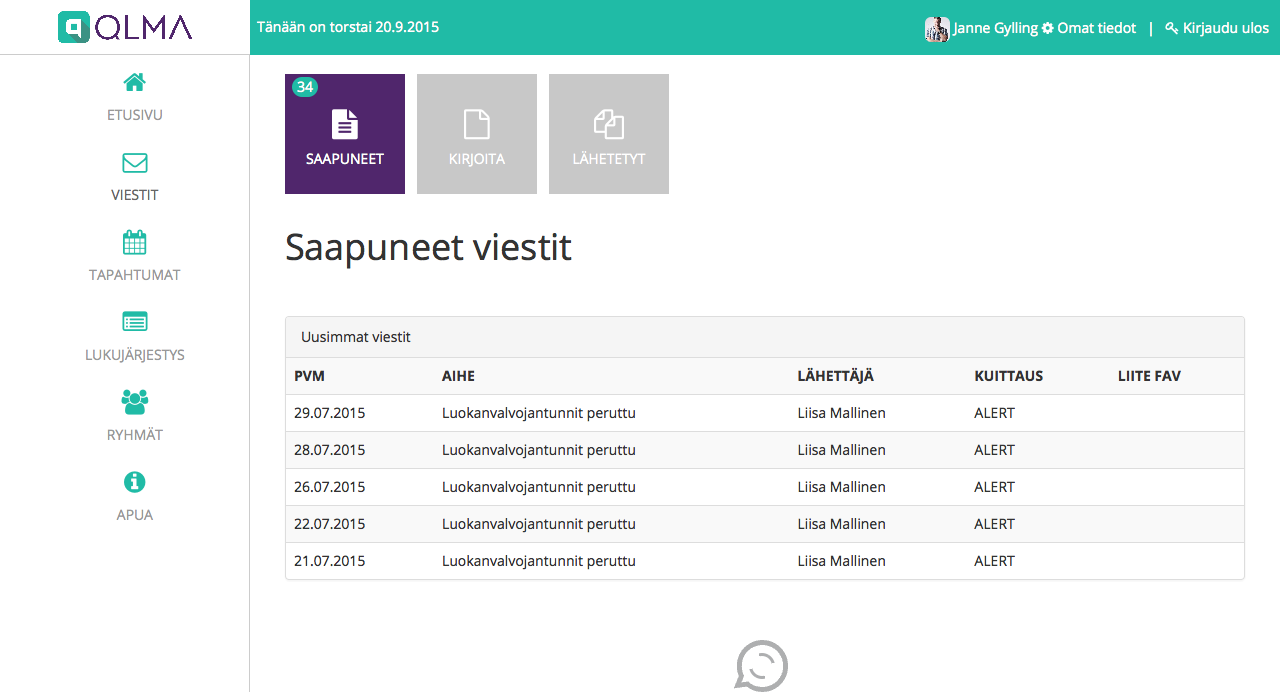 QLMA
Tänään on torstai 20.9.2015
Janne Gylling Omat tiedot | Kirjaudu ulos
ETUSIVU
VIESTIT
TAPAHTUMAT
LUKUJÄRJESTYS
RYHMÄT
APUA
34
SAAPUNEET
KIRJOITA
LÄHETETYT
Saapuneet viestit
Uusimmat viestit
PVM AIHE LÄHETTÄJÄ KUITTAUS LIITE FAV
29.07.2015 Luokanvalvojantunnit peruttu Liisa Mallinen ALERT
28.07.2015 Luokanvalvojantunnit peruttu Liisa Mallinen ALERT
26.07.2015 Luokanvalvojantunnit peruttu Liisa Mallinen ALERT
22.07.2015 Luokanvalvojantunnit peruttu Liisa Mallinen ALERT
21.07.2015 Luokanvalvojantunnit peruttu Liisa Mallinen ALERT